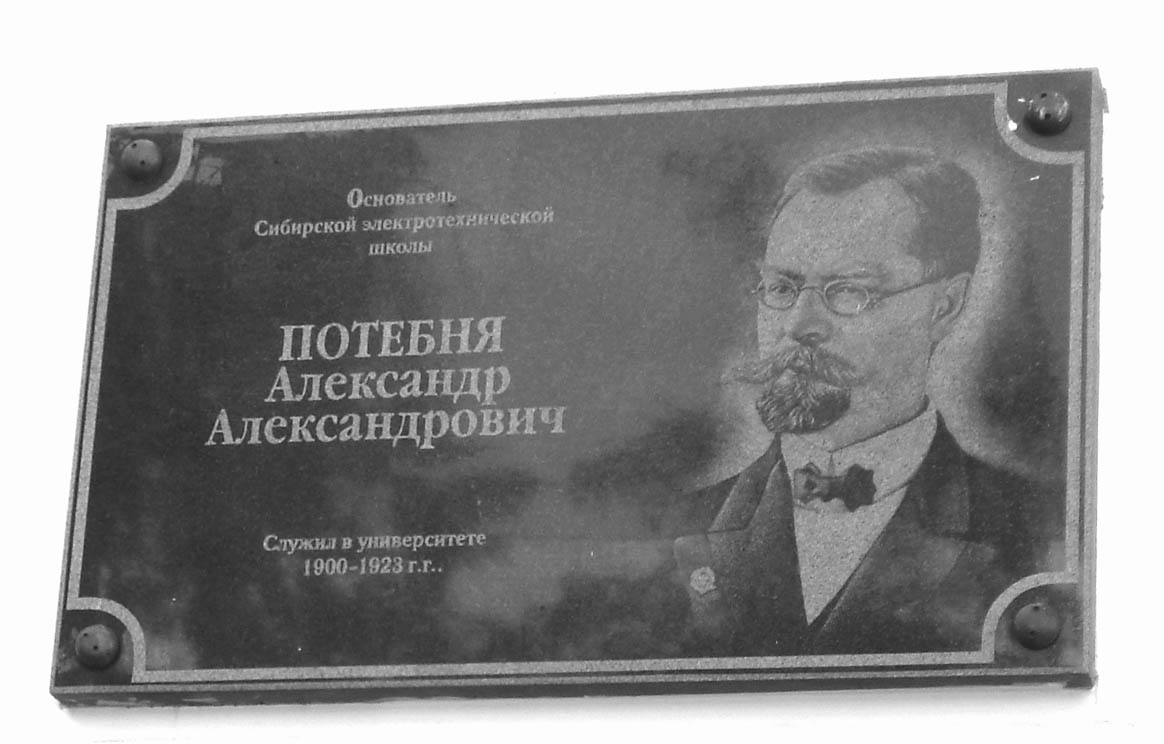 Основатель
Сибирской электротехнической
школы
ПОТЕБНЯ
Александр
Александрович
Служил в университете
1900-1923 г.г..